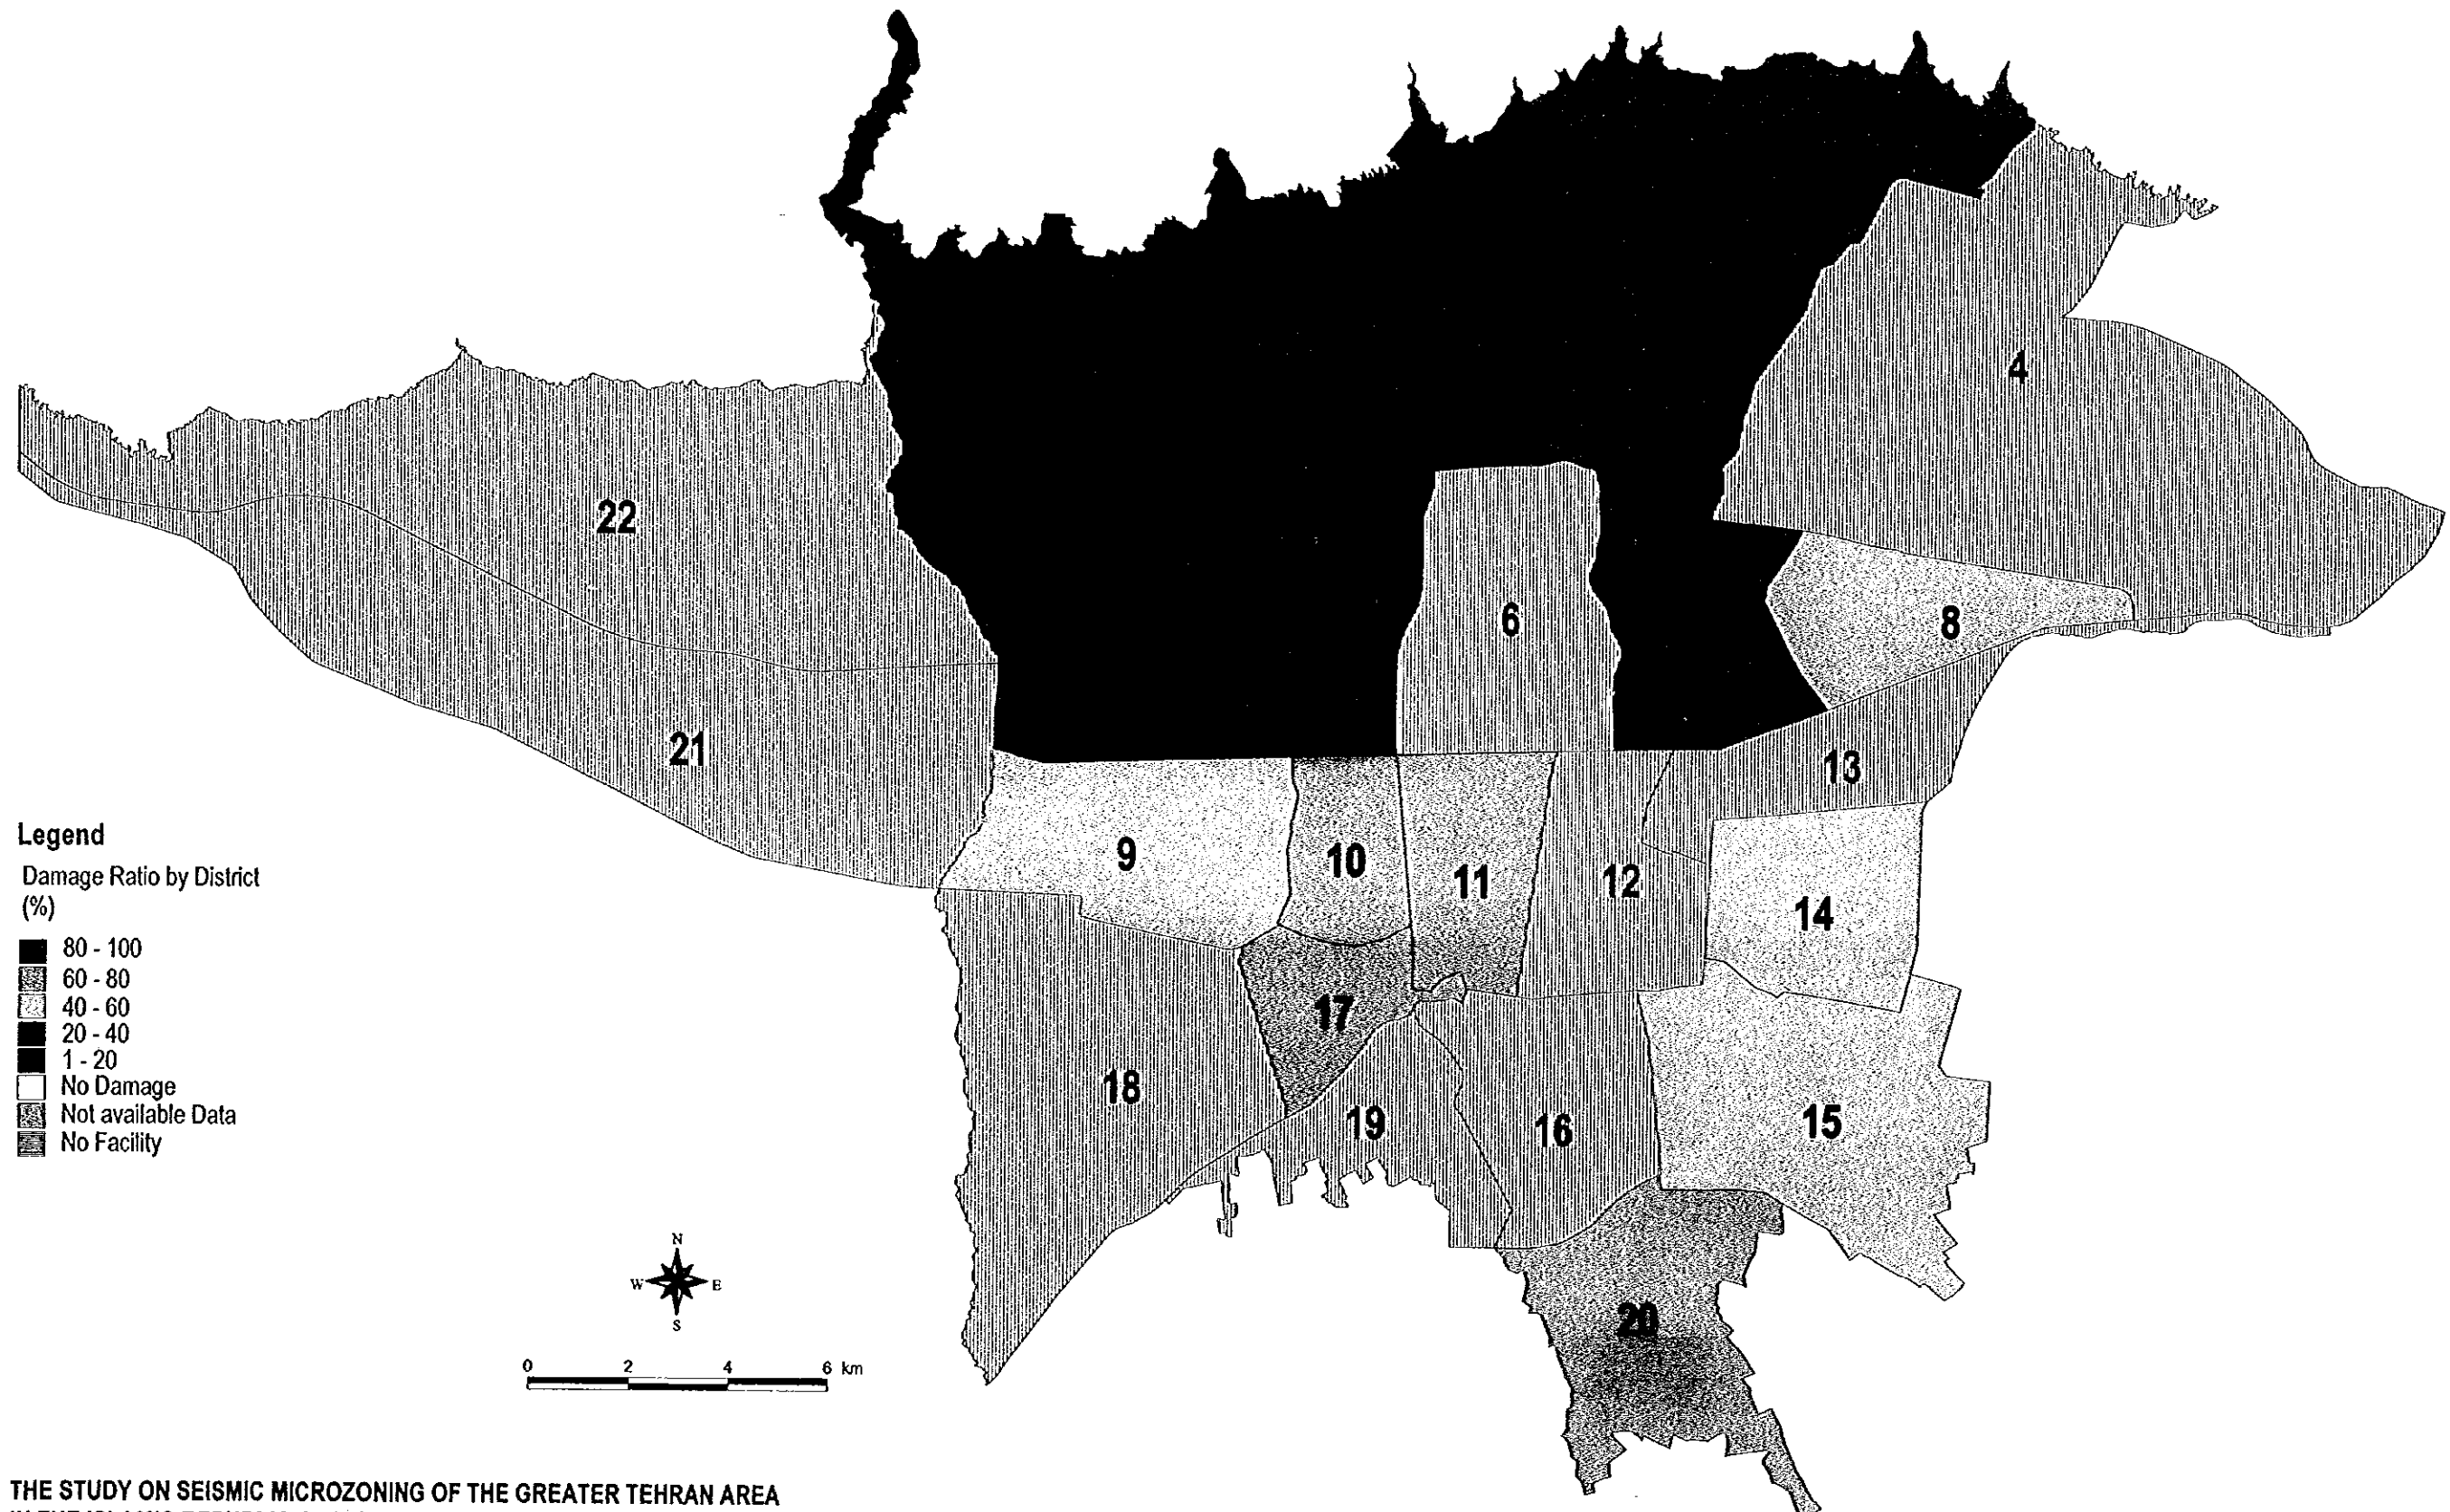 4
22
6
8
21
13
9
10
11
12
14
17
18
19
16
15
20
Legend
Damage Ratio by District
(%)
80 - 100
60 - 80
40 - 60
20 - 40
1 - 20
No Damage
Not available Data
No Facility
N
W E
S
0 2 4 6 km
THE STUDY ON SEISMIC MICROZONING OF THE GREATER TEHRAN AREA